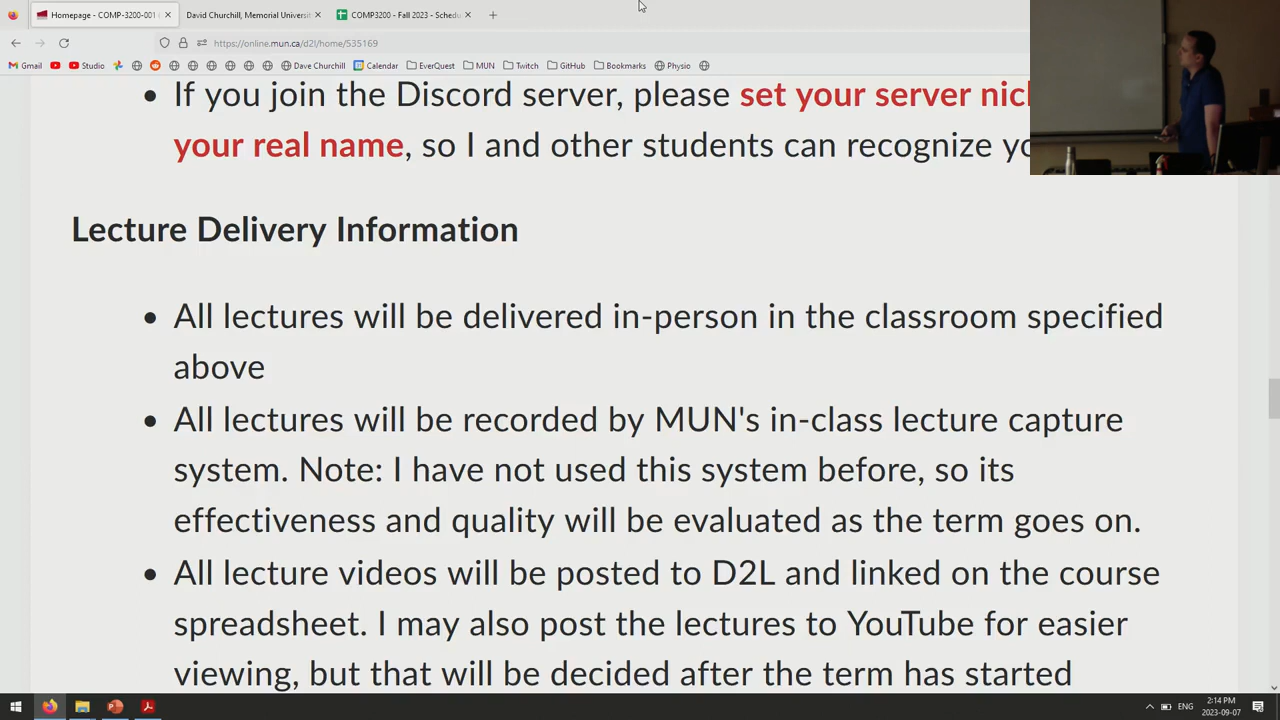 Homepage - COMP-3200-001 (
David Churchill, Memorial Universit
COMP3200 - Fall 2023 - Schedu
https://online.mun.ca/d2l/home/535169
Gmail
Studio
Dave Churchill
Calendar
EverQuest
MUN
Twitch
GitHub
Bookmarks
Physio
If you join the Discord server, please set your server nic
your real name, so I and other students can recognize yo
Lecture Delivery Information
All lectures will be delivered in-person in the classroom specified
above
All lectures will be recorded by MUN's in-class lecture capture
system. Note: I have not used this system before, so its
effectiveness and quality will be evaluated as the term goes on.
All lecture videos will be posted to D2L and linked on the course
spreadsheet. I may also post the lectures to YouTube for easier
viewing, but that will be decided after the term has started
ENG
2:14 PM
2023-09-07